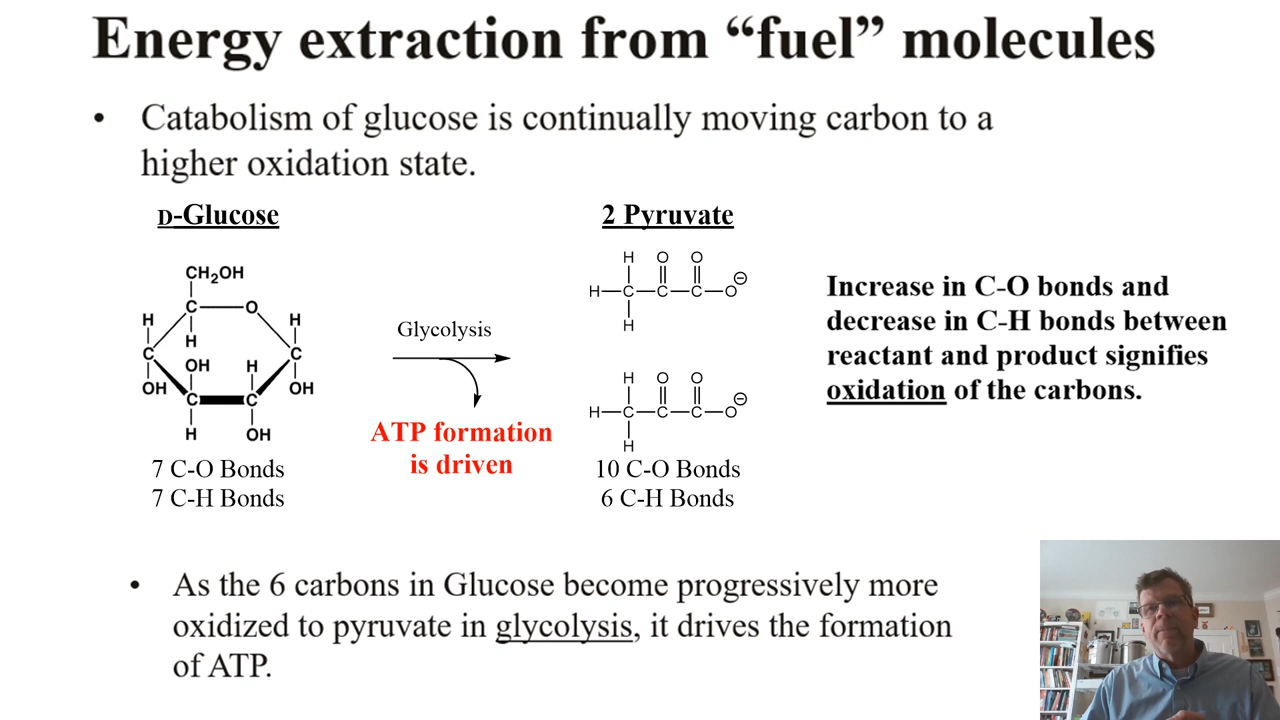 Energy extraction from “fuel” molecules
• Catabolism of glucose is continually moving carbon to a
higher oxidation state.
D-Glucose
CH2OH
C O
H H
H
C OH H C
OH OH
C C
H OH
7 C-O Bonds
7 C-H Bonds
Glycolysis
ATP formation
is driven
2 Pyruvate
H O O
H—C—C—C—O⊖
H
H O O
H—C—C—C—O⊖
H
10 C-O Bonds
6 C-H Bonds
Increase in C-O bonds and
decrease in C-H bonds between
reactant and product signifies
oxidation of the carbons.
• As the 6 carbons in Glucose become progressively more
oxidized to pyruvate in glycolysis, it drives the formation
of ATP.